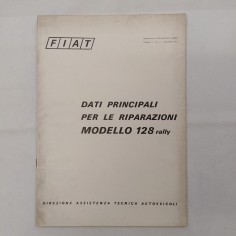 FIAT
DATI PRINCIPALI
PER LE RIPARAZIONI
MODELLO 128 rally
DIREZIONE ASSISTENZA TECNICA AUTOVEICOLI